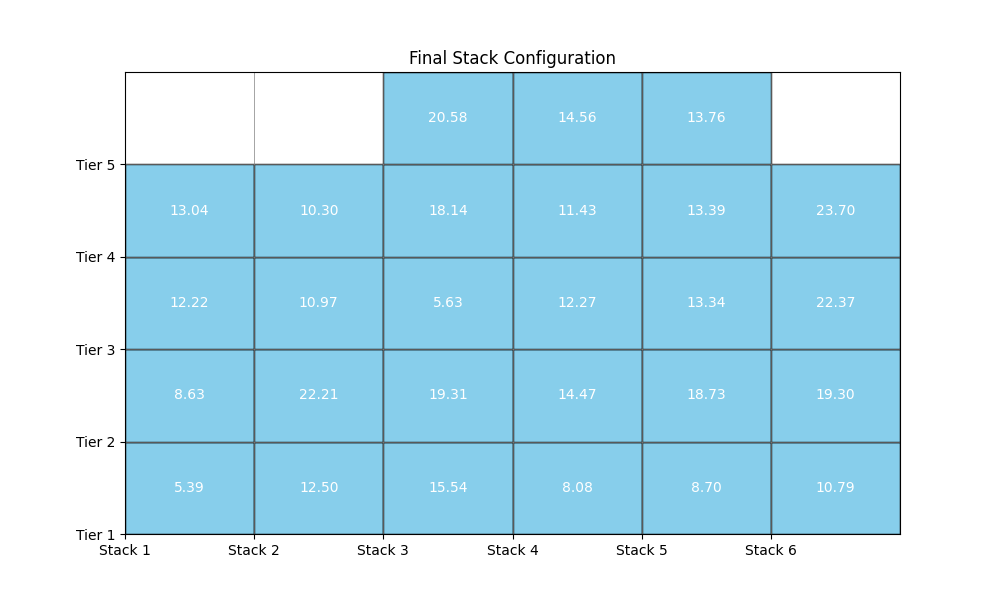 Final Stack Configuration
20.58 14.56 13.76
Tier 5
13.04 10.30 18.14 11.43 13.39 23.70
Tier 4
12.22 10.97 5.63 12.27 13.34 22.37
Tier 3
8.63 22.21 19.31 14.47 18.73 19.30
Tier 2
5.39 12.50 15.54 8.08 8.70 10.79
Tier 1
Stack 1 Stack 2 Stack 3 Stack 4 Stack 5 Stack 6